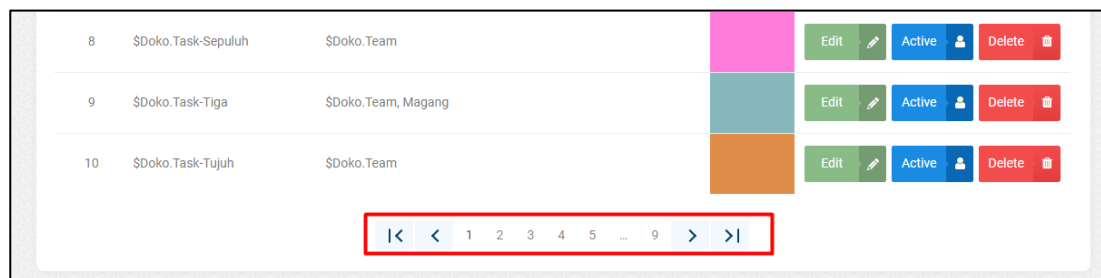 8 $Doko.Task-Sepuluh $Doko.Team Edit Active Delete
9 $Doko.Task-Tiga $Doko.Team, Magang Edit Active Delete
10 $Doko.Task-Tujuh $Doko.Team Edit Active Delete
1 2 3 4 5 ... 9